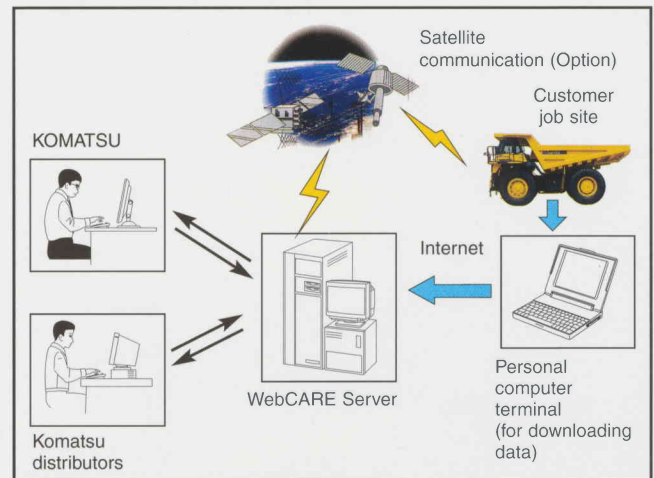 Satellite
communication (Option)
Customer
job site
KOMATSU
Internet
WebCARE Server
Personal
computer
terminal
(for downloading
data)
Komatsu
distributors